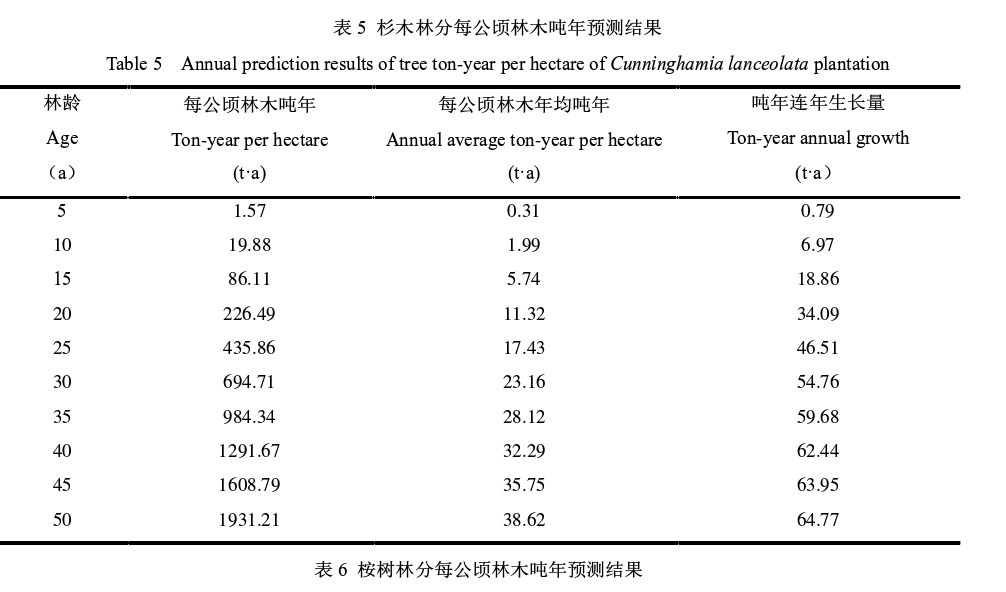 表 5 杉木林分每公顷林木吨年预测结果
Table 5 Annual prediction results of tree ton-year per hectare of Cunninghamia lanceolata plantation
林龄 每公顷林木吨年 每公顷林木年均吨年 吨年连年生长量
Age Ton-year per hectare Annual average ton-year per hectare Ton-year annual growth
（a） (t·a) (t·a) (t·a）
5 1.57 0.31 0.79
10 19.88 1.99 6.97
15 86.11 5.74 18.86
20 226.49 11.32 34.09
25 435.86 17.43 46.51
30 694.71 23.16 54.76
35 984.34 28.12 59.68
40 1291.67 32.29 62.44
45 1608.79 35.75 63.95
50 1931.21 38.62 64.77
表 6 桉树林分每公顷林木吨年预测结果